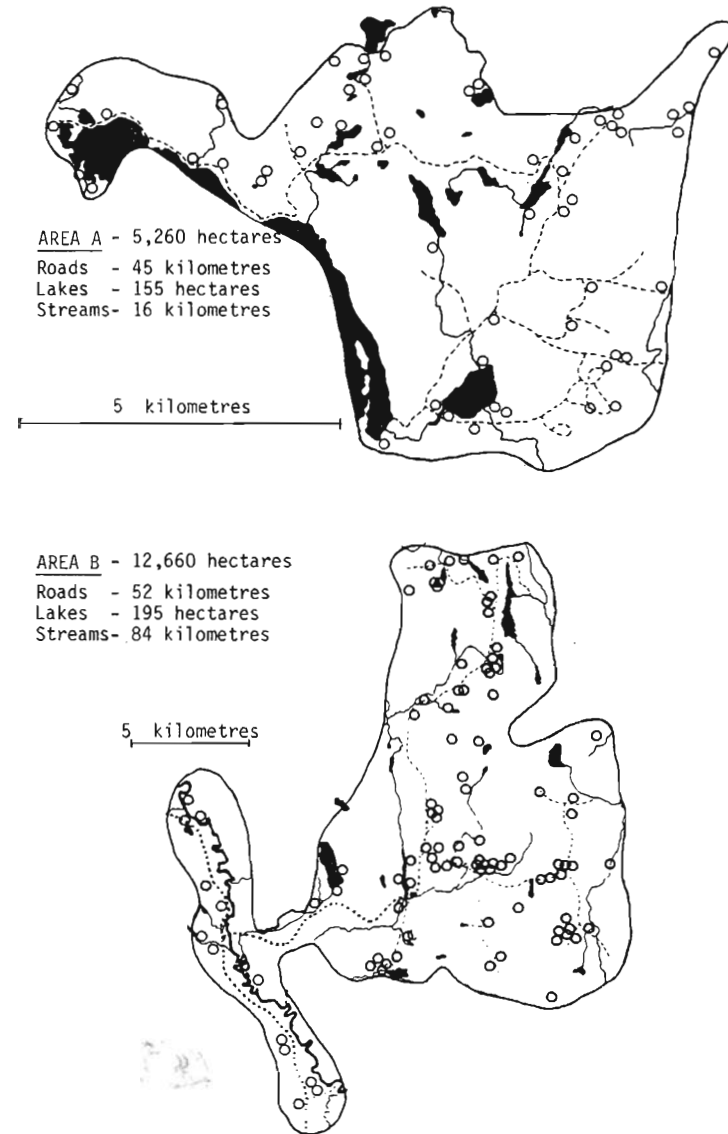 AREA A - 5,260 hectares
Roads - 45 kilometres
Lakes - 155 hectares
Streams- 16 kilometres
5 kilometres
AREA B - 12,660 hectares
Roads - 52 kilometres
Lakes - 195 hectares
Streams- 84 kilometres
5 kilometres